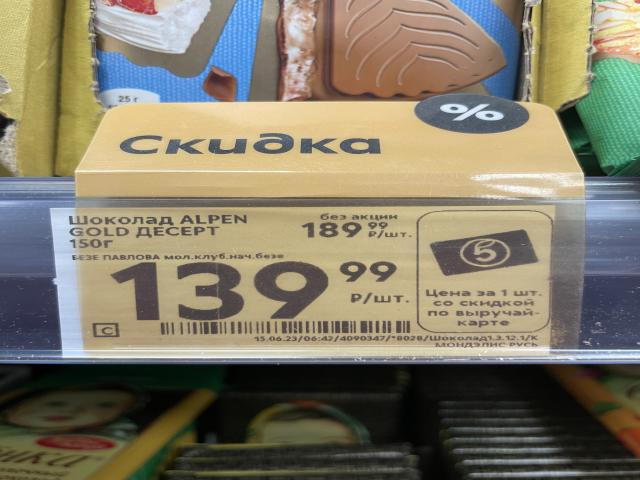 25 г
Скидка %
Шоколад ALPEN
GOLD ДЕСЕРТ
150г
без акции
189 99 ₽/шт.
БЕЗЕ ПАВЛОВА мол.клуб.нач.безе
139 99 ₽/шт.
5
Цена за 1 шт.
со скидкой
по выручай-
карте
С
15.06.23/06:42/4090347/*8028/Шоколад1.3.12.1/К
МОНДЭЛИС РУСЬ